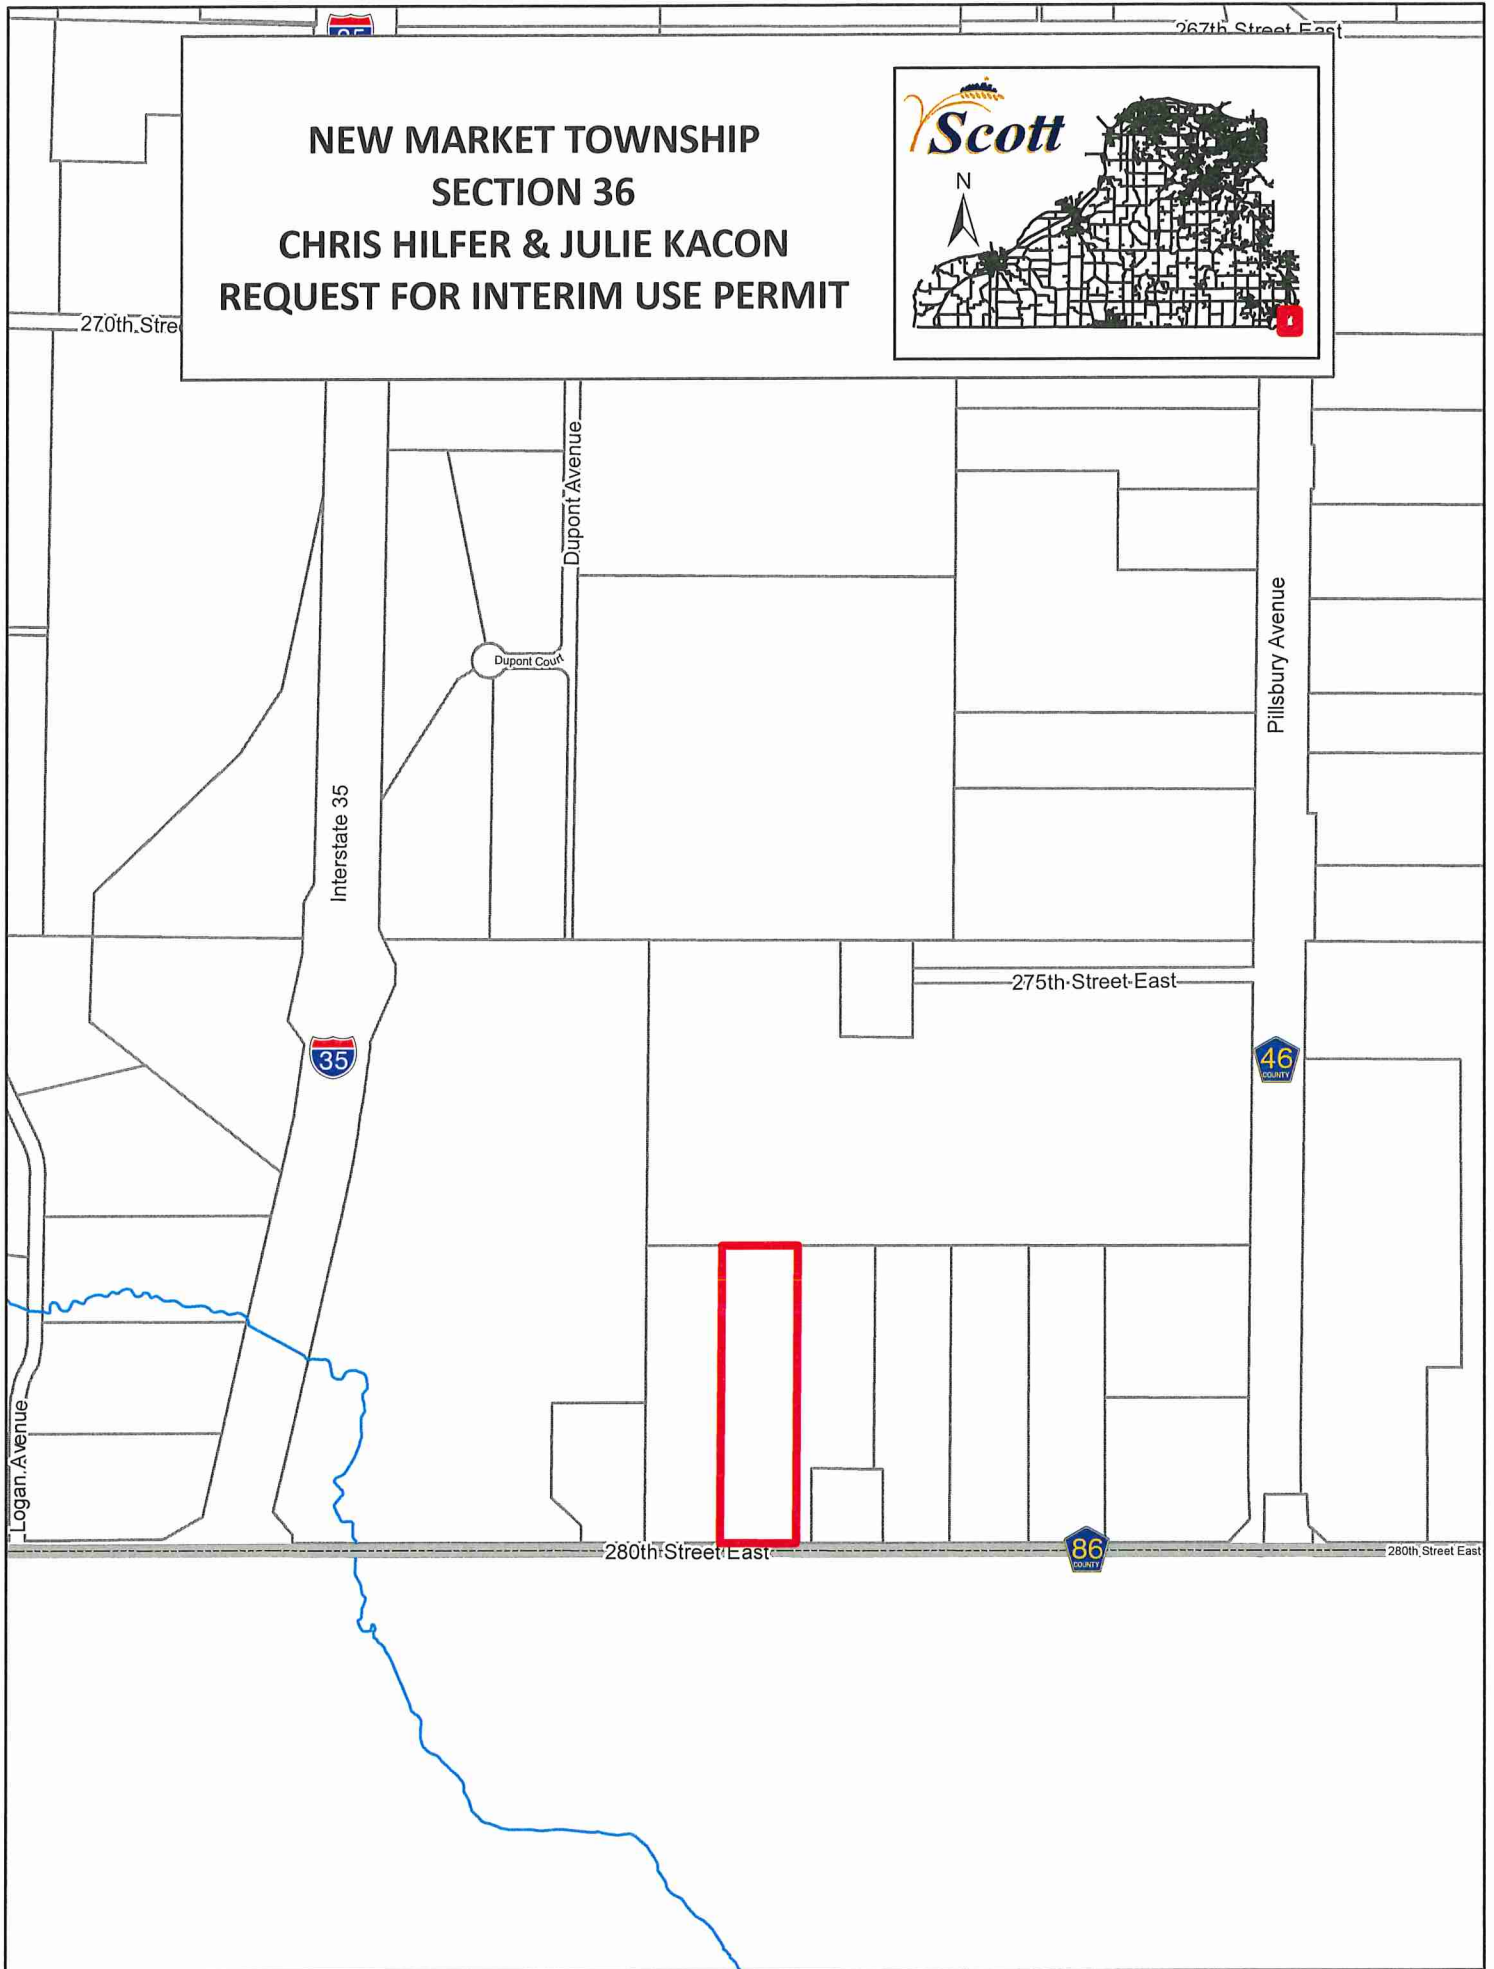 267th Street East
NEW MARKET TOWNSHIP
SECTION 36
CHRIS HILFER & JULIE KACON
REQUEST FOR INTERIM USE PERMIT
Scott
N
270th
Dupont Avenue
Dupont Court
Pillsbury Avenue
Interstate 35
275th Street East
35
46
COUNTY
Logan Avenue
280th Street East
86
COUNTY
280th Street East